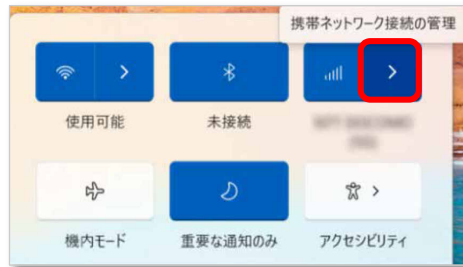 携帯ネットワーク接続の管理
使用可能
未接続
機内モード
重要な通知のみ
アクセシビリティ